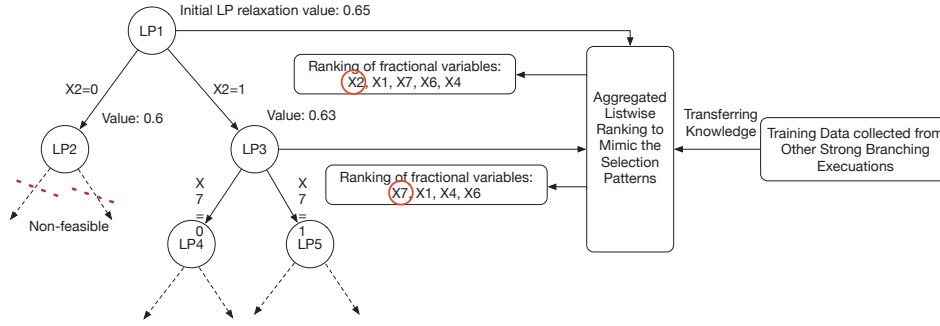 Initial LP relaxation value: 0.65
LP1
Ranking of fractional variables:
X2, X1, X7, X6, X4
X2=0
X2=1
Value: 0.6
Value: 0.63
Aggregated
Listwise
Ranking to
Mimic the
Selection
Patterns
Transferring
Knowledge
Training Data collected from
Other Strong Branching
Execuations
LP2
LP3
Ranking of fractional variables:
X7, X1, X4, X6
X
7
=
0
X
7
=
1
Non-feasible
LP4
LP5